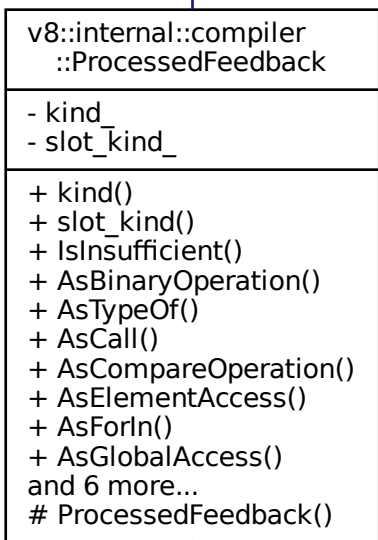 v8::internal::compiler
::ProcessedFeedback
- kind_
- slot_kind_
+ kind()
+ slot_kind()
+ IsInsufficient()
+ AsBinaryOperation()
+ AsTypeOf()
+ AsCall()
+ AsCompareOperation()
+ AsElementAccess()
+ AsForIn()
+ AsGlobalAccess()
and 6 more...
# ProcessedFeedback()